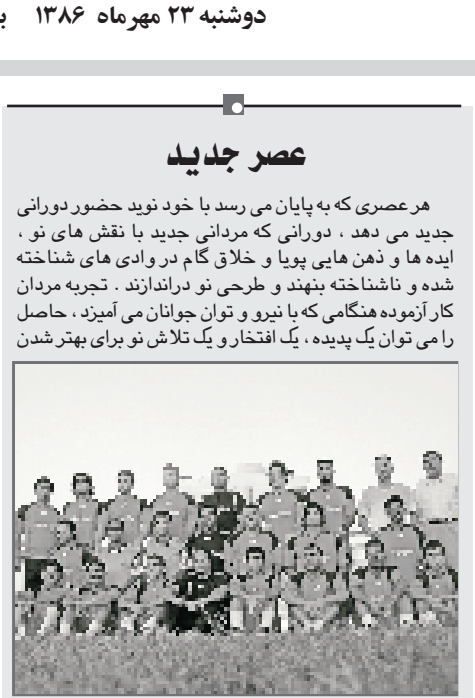 دوشنبه ۲۳ مهرماه ۱۳۸۶
عصر جدید
هر عصری که به پایان می رسد با خود نوید حضور دورانی
جدید می دهد ، دورانی که مردانی جدید با نقش های نو ،
ایده ها و ذهن هایی پویا و خلاق گام در وادی های شناخته
شده و ناشناخته بنهند و طرحی نو دراندازند . تجربه مردان
کار آزموده هنگامی که با نیرو و توان جوانان می آمیزد ، حاصل
را می توان یک پدیده ، یک افتخار و یک تلاش نو برای بهتر شدن